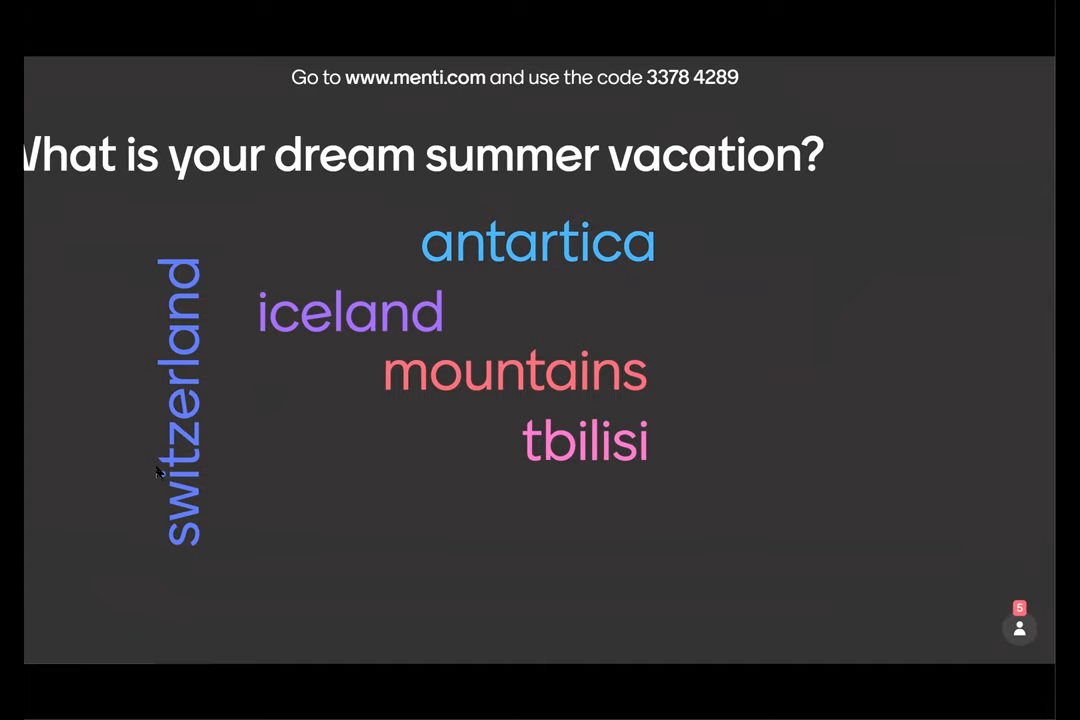 Go to www.menti.com and use the code 3378 4289
What is your dream summer vacation?
antartica
iceland
mountains
tbilisi
switzerland
5